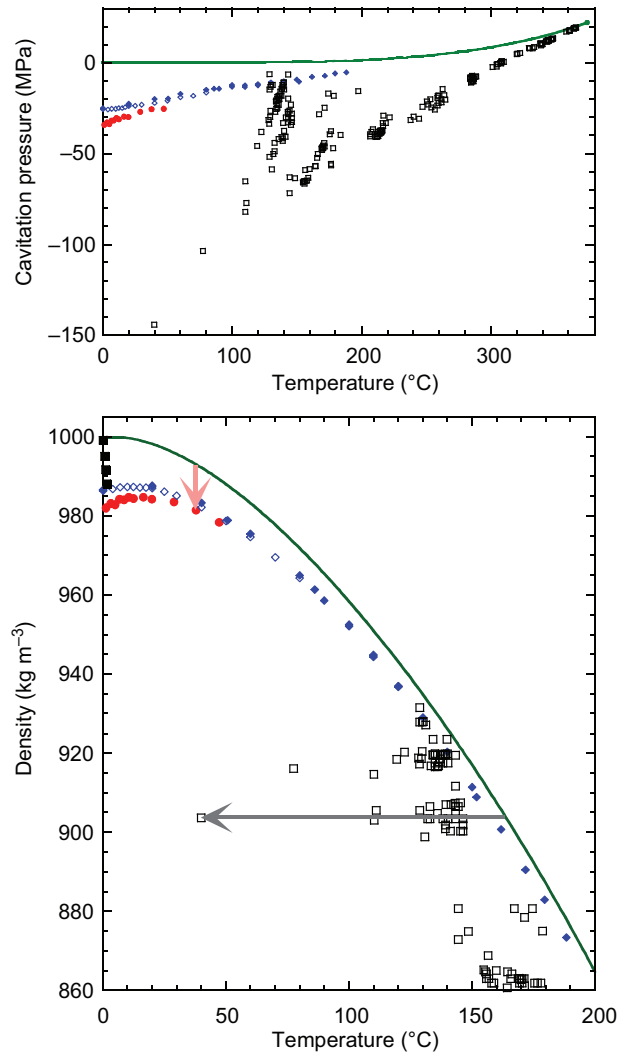 0
−50
−100
−150
Cavitation pressure (MPa)
0 100 200 300
Temperature (°C)
1000
980
960
940
920
900
880
860
Density (kg m⁻³)
0 50 100 150 200
Temperature (°C)